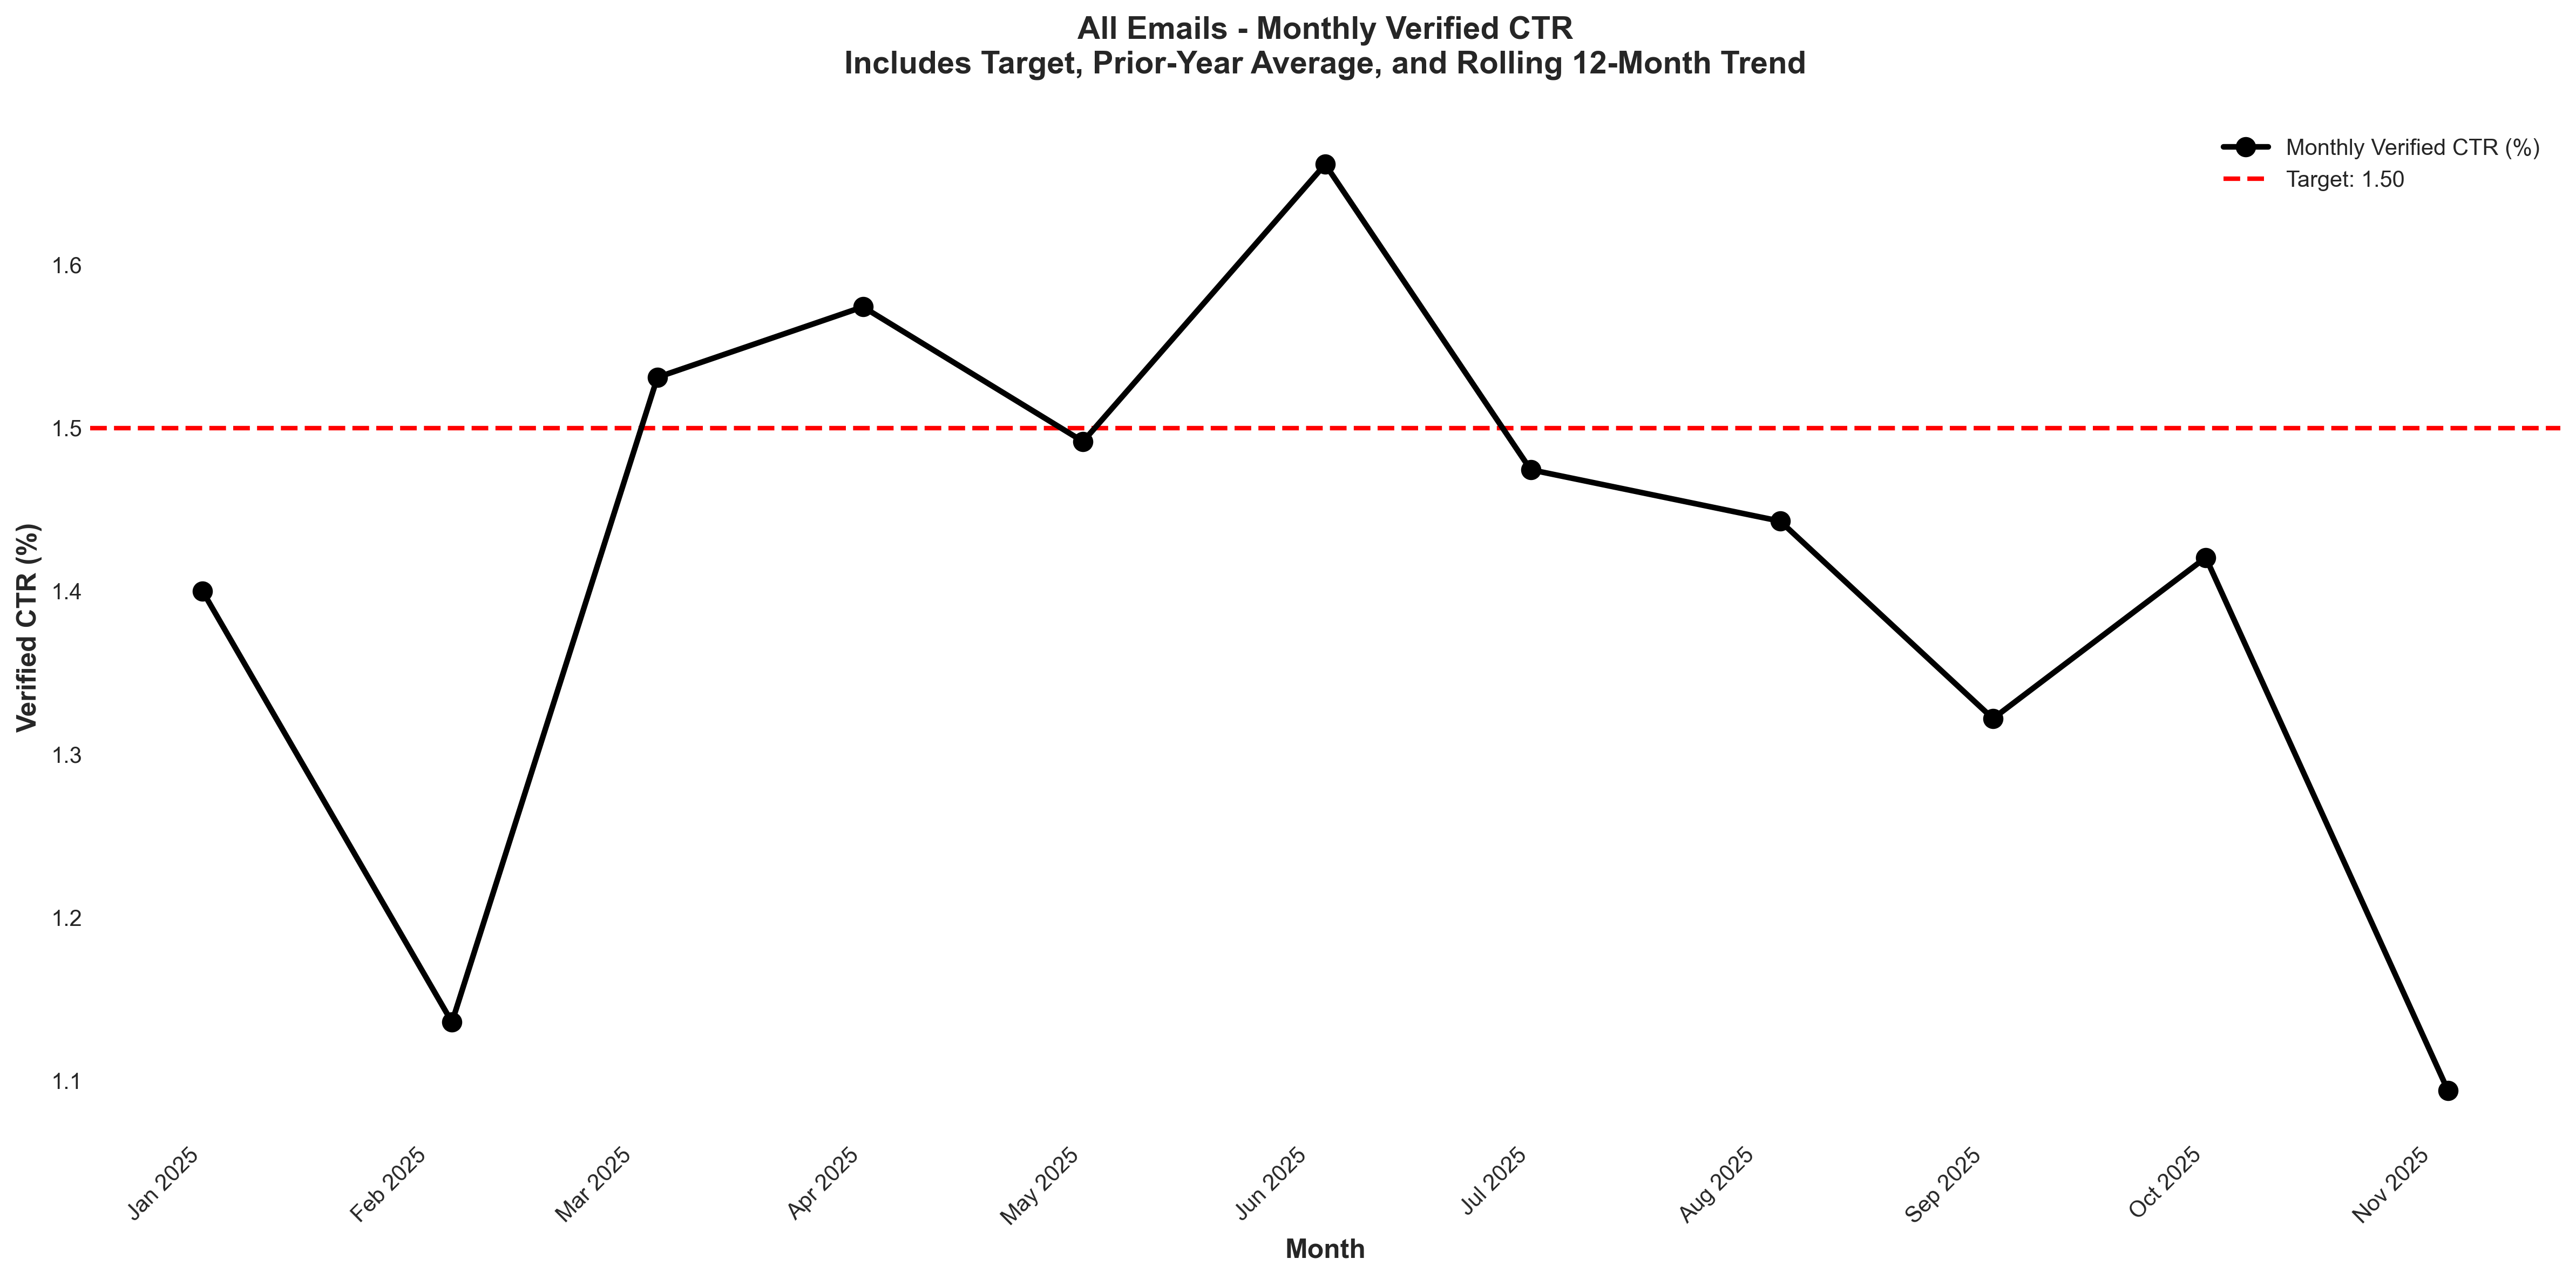 All Emails - Monthly Verified CTR
Includes Target, Prior-Year Average, and Rolling 12-Month Trend
Monthly Verified CTR (%)
Target: 1.50
Verified CTR (%)
1.6
1.5
1.4
1.3
1.2
1.1
Jan 2025
Feb 2025
Mar 2025
Apr 2025
May 2025
Jun 2025
Jul 2025
Aug 2025
Sep 2025
Oct 2025
Nov 2025
Month